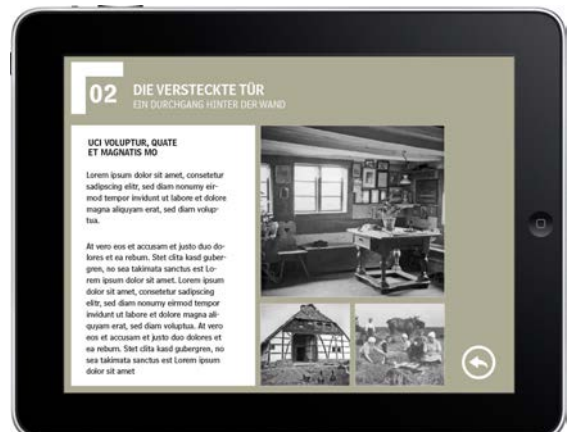 02
DIE VERSTECKTE TÜR
EIN DURCHGANG HINTER DER WAND
UCI VOLUPTUR, QUATE
ET MAGNATIS MO
Lorem ipsum dolor sit amet, consetetur
sadipscing elitr, sed diam nonumy eir-
mod tempor invidunt ut labore et dolore
magna aliquyam erat, sed diam volup-
tua.
At vero eos et accusam et justo duo do-
lores et ea rebum. Stet clita kasd guber-
gren, no sea takimata sanctus est Lo-
rem ipsum dolor sit amet. Lorem ipsum
dolor sit amet, consetetur sadipscing
elitr, sed diam nonumy eirmod tempor
invidunt ut labore et dolore magna ali-
quyam erat, sed diam voluptua. At vero
eos et accusam et justo duo dolores et
ea rebum. Stet clita kasd gubergren, no
sea takimata sanctus est Lorem ipsum
dolor sit amet